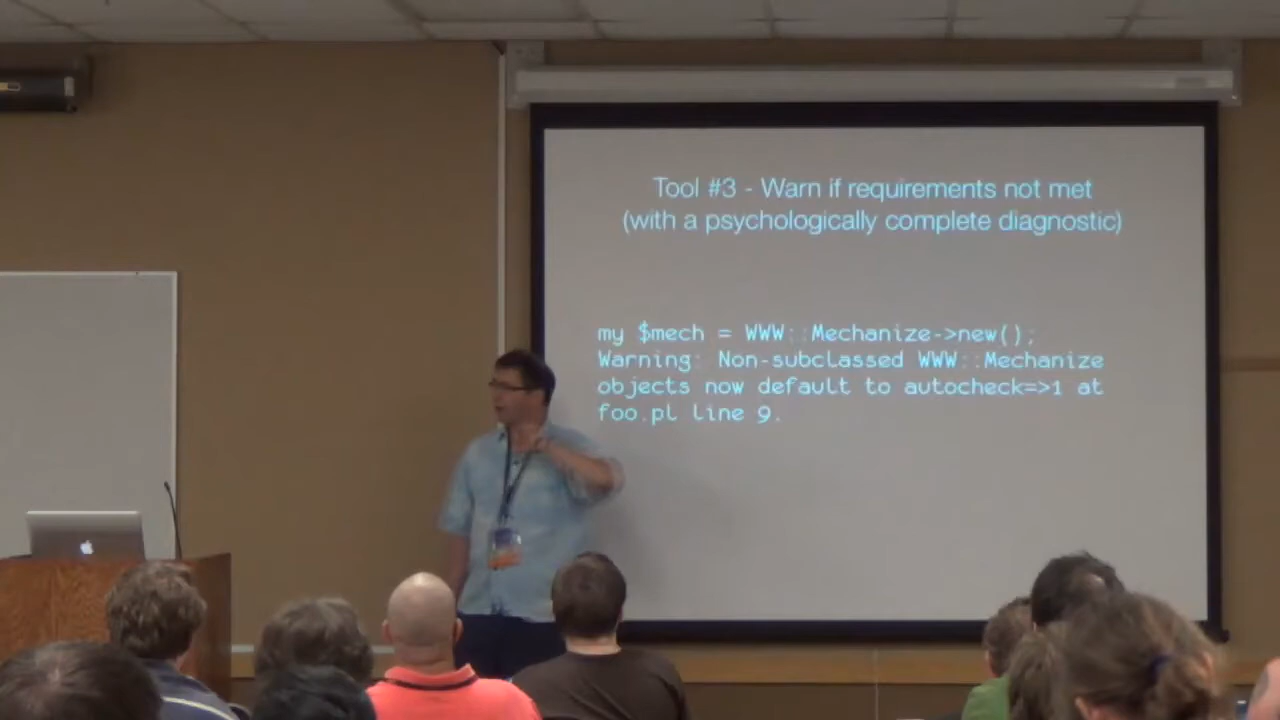 Tool #3 - Warn if requirements not met
(with a psychologically complete diagnostic)
my $mech = WWW::Mechanize->new();
Warning: Non-subclassed WWW::Mechanize
objects now default to autocheck=>1 at
foo.pl line 9.